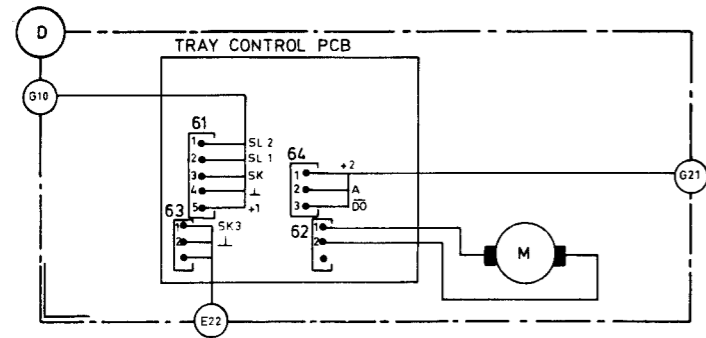 D
TRAY CONTROL PCB
G10
61
1 SL 2
2 SL 1
3 SK
4 ⊥
5 +1
63
1 SK3
2 ⊥
64
+2
1
2 A
3 D̅O̅
62
1
2
M
G21
E22